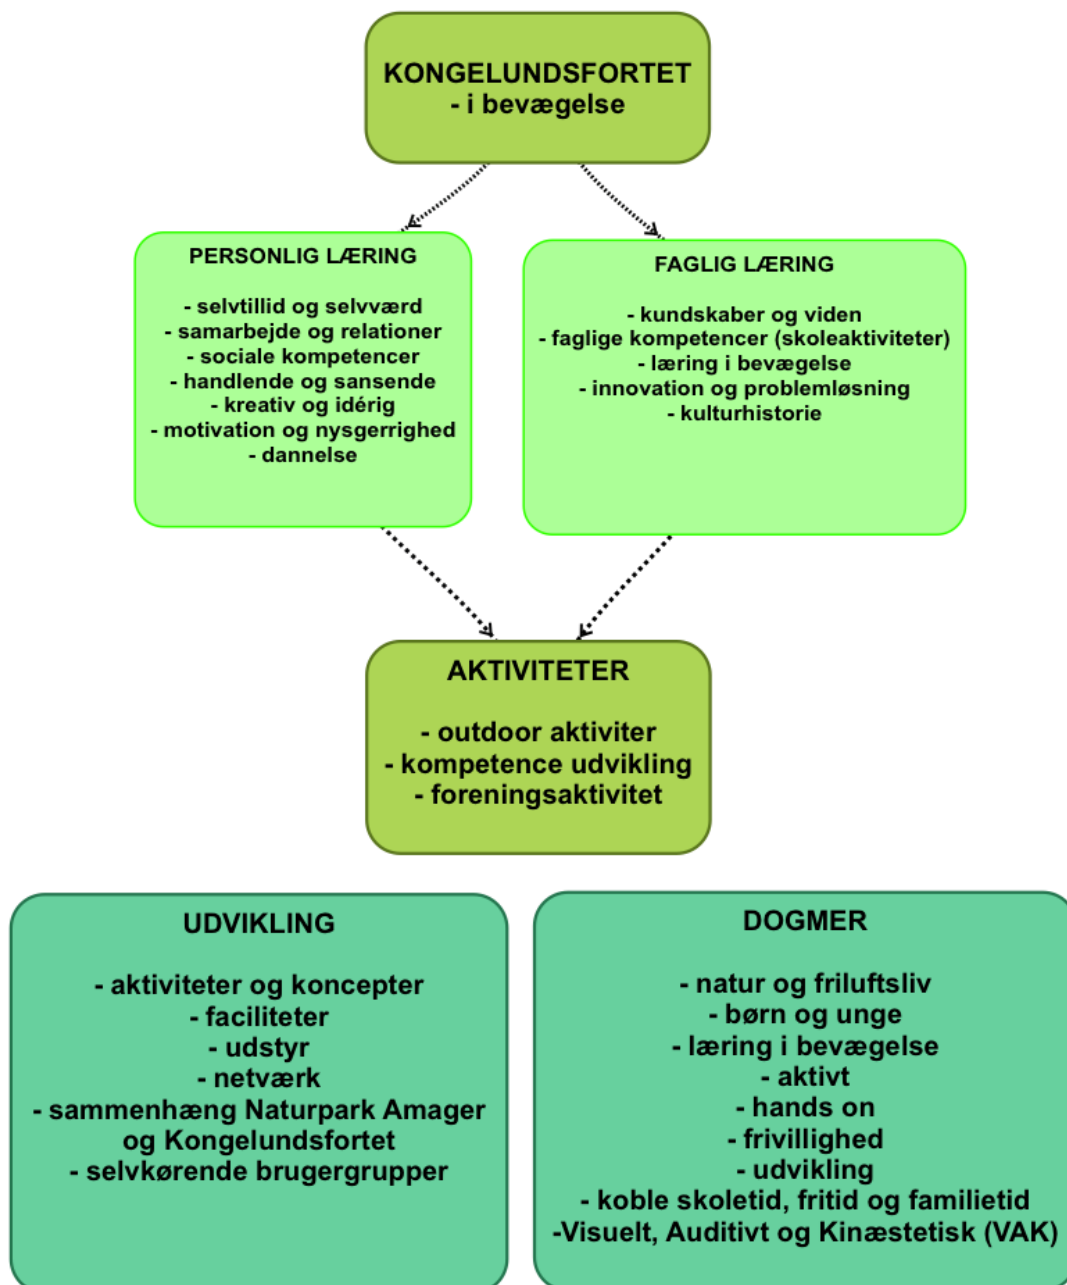 KONGELUNDSFORTET
- i bevægelse
PERSONLIG LÆRING
- selvtillid og selvværd
- samarbejde og relationer
- sociale kompetencer
- handlende og sansende
- kreativ og idérig
- motivation og nysgerrighed
- dannelse
FAGLIG LÆRING
- kundskaber og viden
- faglige kompetencer (skoleaktiviteter)
- læring i bevægelse
- innovation og problemløsning
- kulturhistorie
AKTIVITETER
- outdoor aktiviter
- kompetence udvikling
- foreningsaktivitet
UDVIKLING
- aktiviteter og koncepter
- faciliteter
- udstyr
- netværk
- sammenhæng Naturpark Amager
og Kongelundsfortet
- selvkørende brugergrupper
DOGMER
- natur og friluftsliv
- børn og unge
- læring i bevægelse
- aktivt
- hands on
- frivillighed
- udvikling
- koble skoletid, fritid og familietid
-Visuelt, Auditivt og Kinæstetisk (VAK)